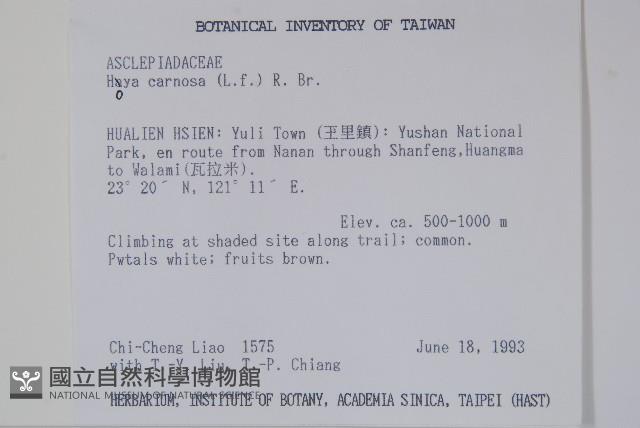 BOTANICAL INVENTORY OF TAIWAN
ASCLEPIADACEAE
Haya carnosa (L.f.) R. Br.
o
HUALIEN HSIEN: Yuli Town (玉里鎮): Yushan National
Park, en route from Nanan through Shanfeng,Huangma
to Walami(瓦拉米).
23° 20´ N, 121° 11´ E.
Elev. ca. 500-1000 m
Climbing at shaded site along trail; common.
Pwtals white; fruits brown.
Chi-Cheng Liao 1575 June 18, 1993
with T.-Y. Liu, T.-P. Chiang
國立自然科學博物館
NATIONAL MUSEUM OF NATURAL SCIENCE
HERBARIUM, INSTITUTE OF BOTANY, ACADEMIA SINICA, TAIPEI (HAST)